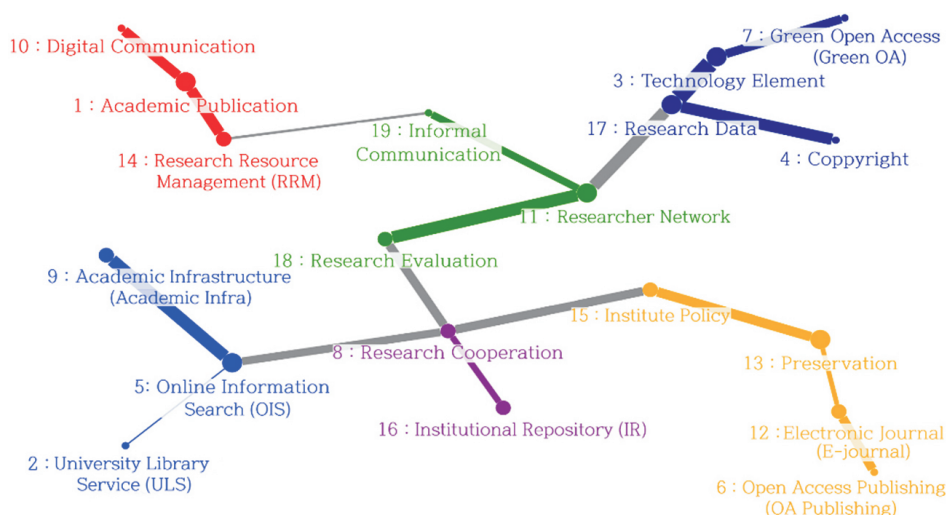 10 : Digital Communication
1 : Academic Publication
14 : Research Resource
Management (RRM)
19 : Informal
Communication
7 : Green Open Access
(Green OA)
3 : Technology Element
17 : Research Data
4 : Coppyright
11 : Researcher Network
18 : Research Evaluation
9 : Academic Infrastructure
(Academic Infra)
15 : Institute Policy
8 : Research Cooperation
13 : Preservation
5: Online Information
Search (OIS)
16 : Institutional Repository (IR)
12 : Electronic Journal
(E-journal)
2 : University Library
Service (ULS)
6 : Open Access Publishing
(OA Publishing)